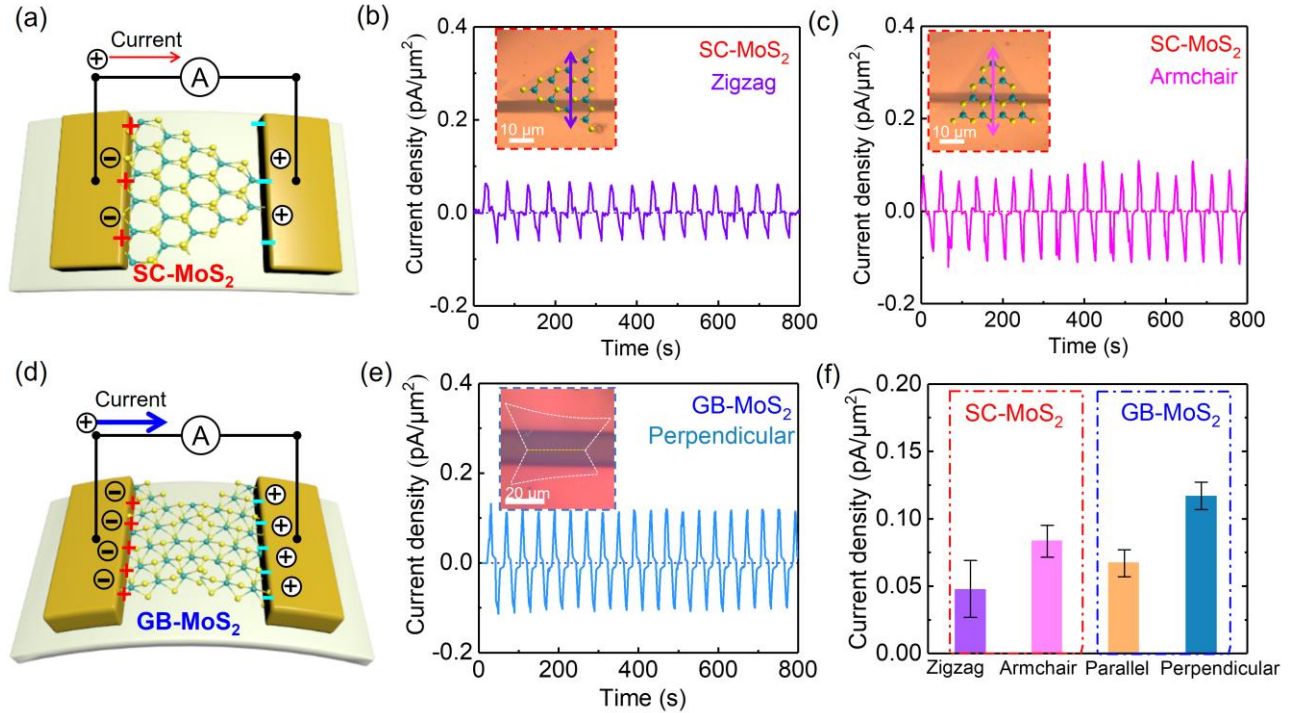 (a)
Current
+
A
+
−
+
−
+
−
+
−
+
−
SC-MoS₂
(b)
Current density (pA/μm²)
0.4
0.2
0.0
-0.2
0
200
400
600
800
Time (s)
10 μm
SC-MoS₂
Zigzag
(c)
Current density (pA/μm²)
0.4
0.2
0.0
-0.2
0
200
400
600
800
Time (s)
10 μm
SC-MoS₂
Armchair
(d)
Current
+
A
−
+
−
+
−
+
−
+
+
−
+
−
+
−
+
−
GB-MoS₂
(e)
Current density (pA/μm²)
0.4
0.2
0.0
-0.2
0
200
400
600
800
Time (s)
20 μm
GB-MoS₂
Perpendicular
(f)
Current density (pA/μm²)
0.20
0.15
0.10
0.05
0.00
SC-MoS₂
GB-MoS₂
Zigzag
Armchair
Parallel
Perpendicular